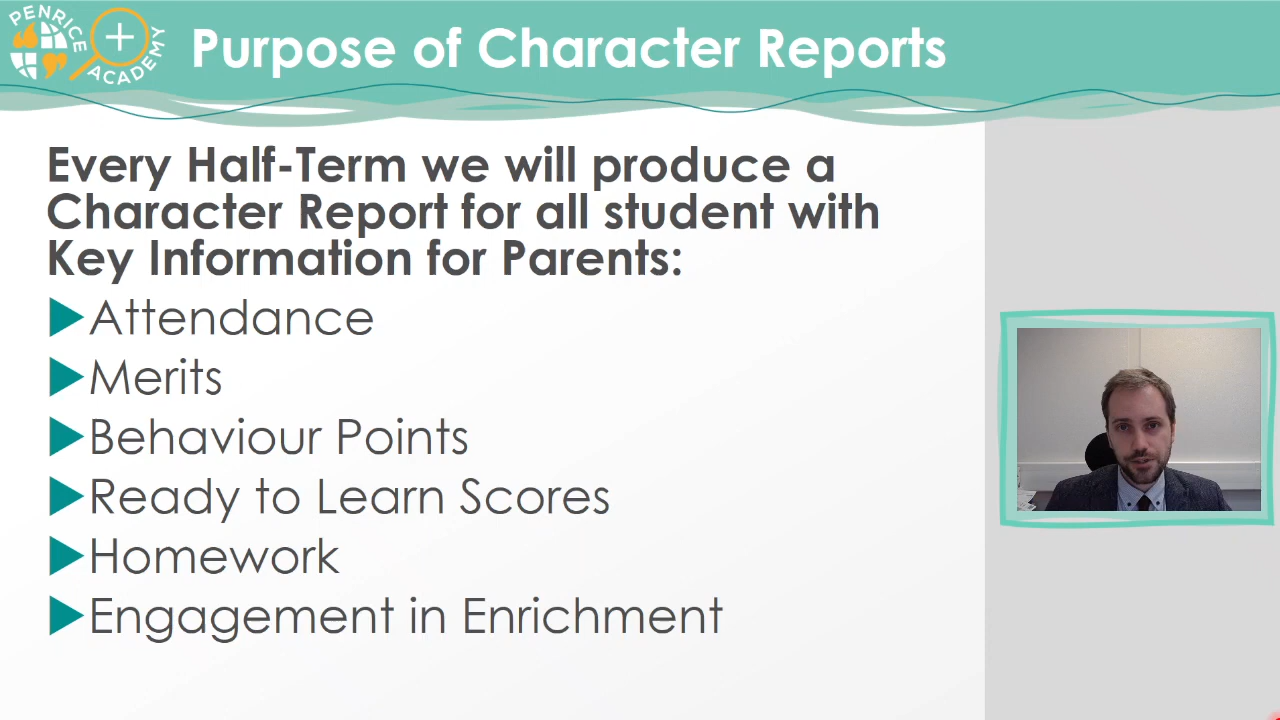 PENRICE
ACADEMY
Purpose of Character Reports
Every Half-Term we will produce a
Character Report for all student with
Key Information for Parents:
Attendance
Merits
Behaviour Points
Ready to Learn Scores
Homework
Engagement in Enrichment